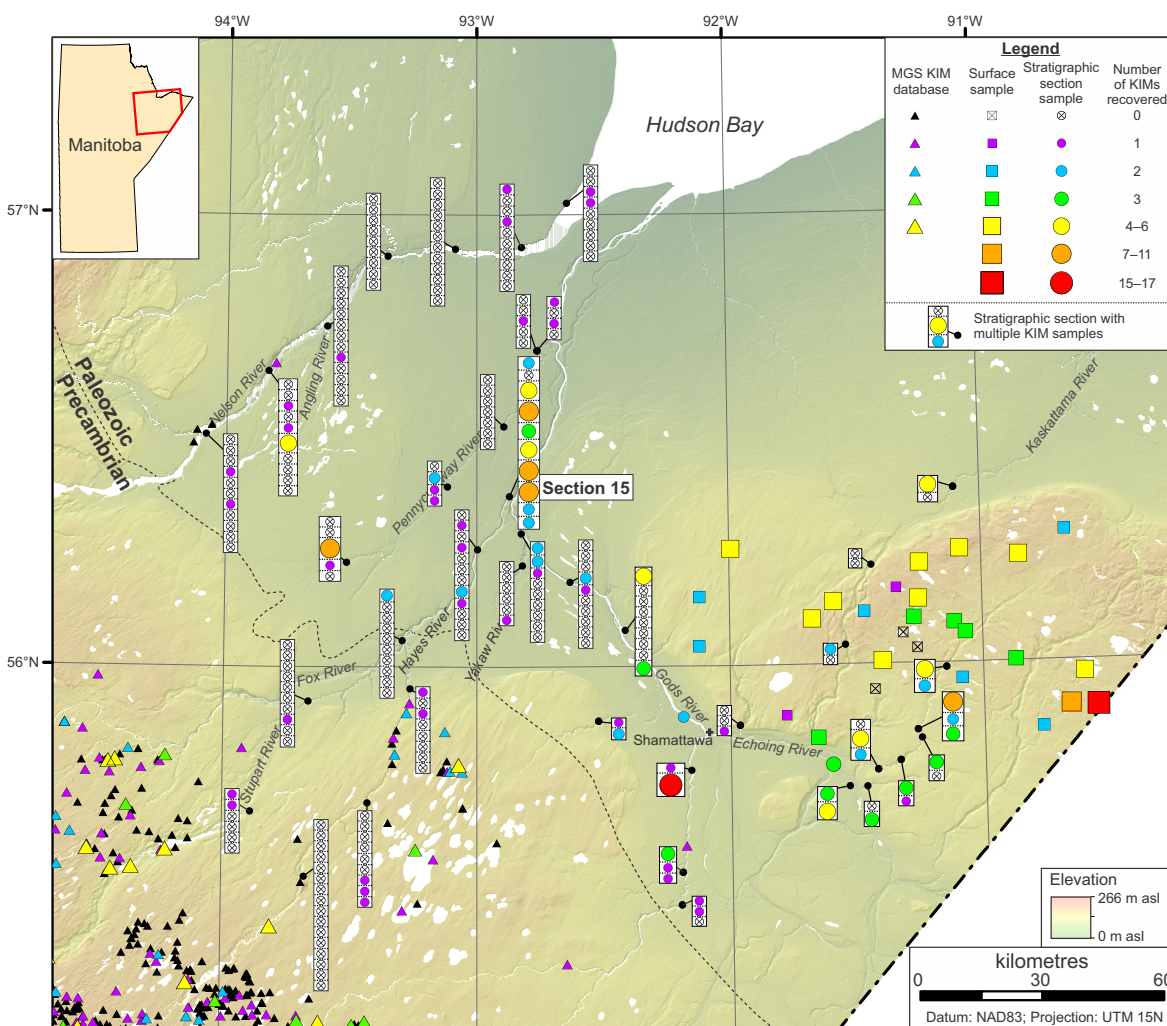 94°W
93°W
92°W
91°W
57°N
56°N
Manitoba
Hudson Bay
Legend
MGS KIM
database
Surface
sample
Stratigraphic
section
sample
Number
of KIMs
recovered
0
1
2
3
4–6
7–11
15–17
Stratigraphic section with
multiple KIM samples
Paleozoic
Precambrian
Nelson River
Angling River
Pennycutaway River
Section 15
Kaskattama River
Hayes River
Yakaw River
Fox River
Stupart River
Gods River
Shamattawa
Echoing River
Elevation
266 m asl
0 m asl
kilometres
0
30
60
Datum: NAD83; Projection: UTM 15N